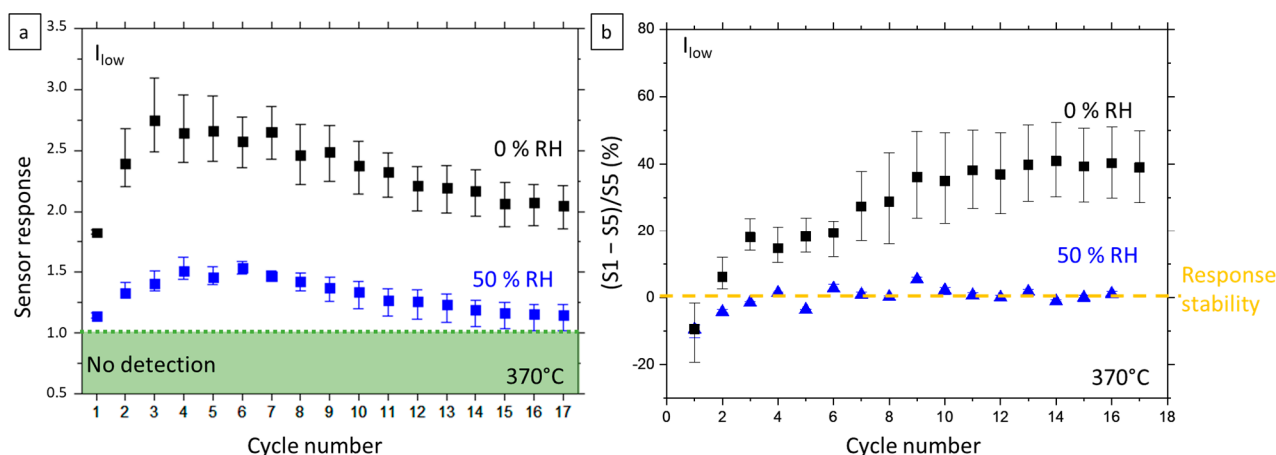 a
I_low
Sensor response
3.5
3.0
2.5
2.0
1.5
1.0
0.5
0 % RH
50 % RH
No detection
370°C
1 2 3 4 5 6 7 8 9 10 11 12 13 14 15 16 17
Cycle number
b
I_low
(S1 – S5)/S5 (%)
80
60
40
20
0
-20
0 % RH
50 % RH
Response
stability
370°C
0 2 4 6 8 10 12 14 16 18
Cycle number